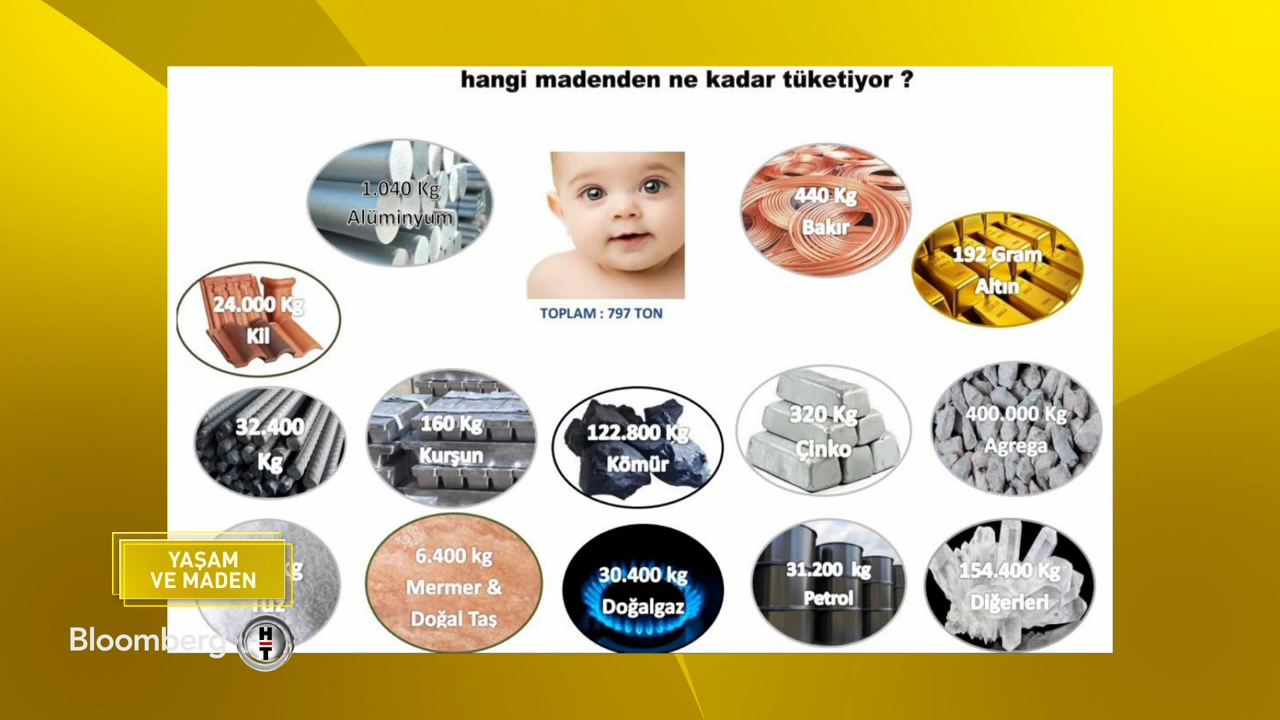 hangi madenden ne kadar tüketiyor ?
1.040 Kg
Alüminyum
440 Kg
Bakır
192 Gram
Altın
24.000 Kg
Kil
TOPLAM : 797 TON
32.400
Kg
160 Kg
Kurşun
122.800 Kg
Kömür
320 Kg
Çinko
400.000 Kg
Agrega
kg
Tuz
6.400 kg
Mermer &
Doğal Taş
30.400 kg
Doğalgaz
31.200 kg
Petrol
154.400 Kg
Diğerleri
YAŞAM
VE MADEN
Bloomberg HT